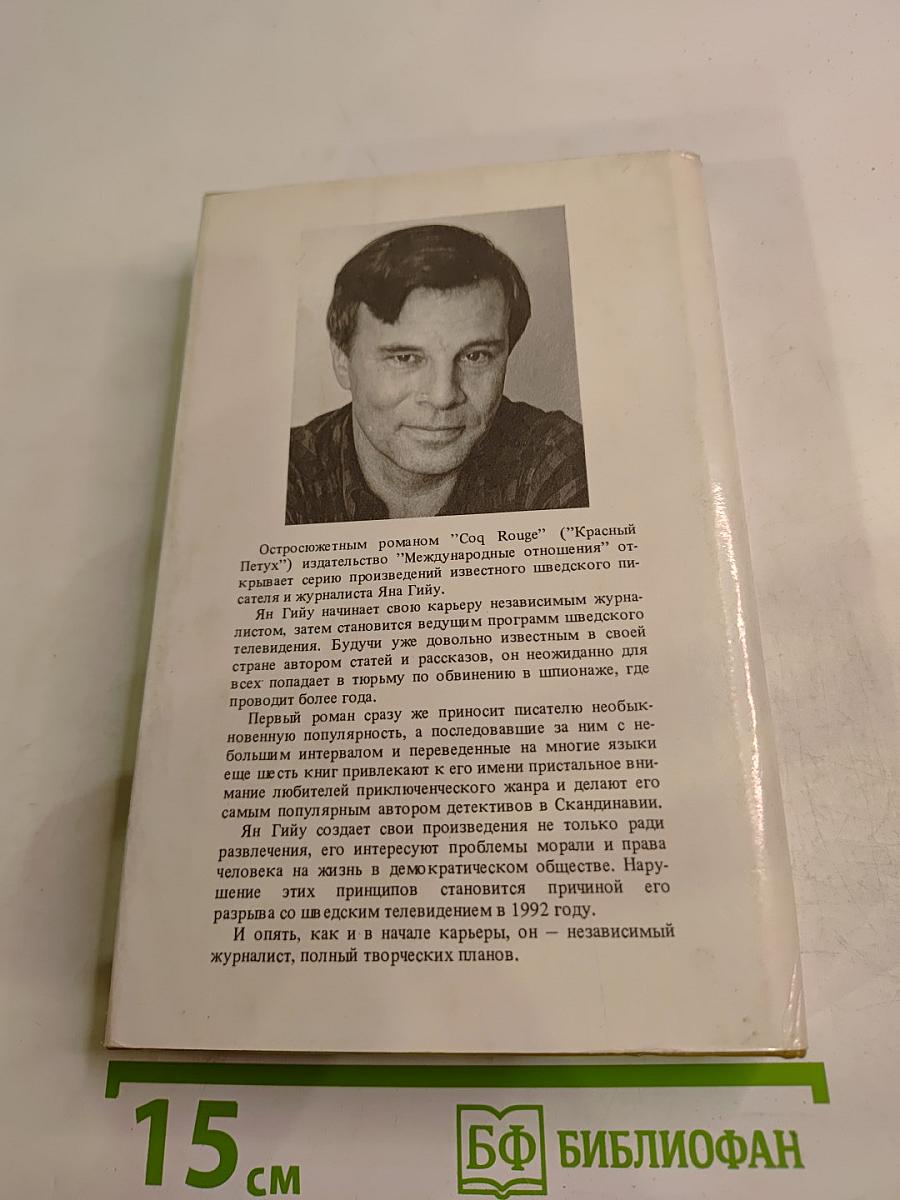 Остросюжетным романом ”Coq Rouge” (”Красный
Петух”) издательство ”Международные отношения” от-
крывает серию произведений известного шведского пи-
сателя и журналиста Яна Гийу.
Ян Гийу начинает свою карьеру независимым журна-
листом, затем становится ведущим программ шведского
телевидения. Будучи уже довольно известным в своей
стране автором статей и рассказов, он неожиданно для
всех попадает в тюрьму по обвинению в шпионаже, где
проводит более года.
Первый роман сразу же приносит писателю необык-
новенную популярность, а последовавшие за ним с не-
большим интервалом и переведенные на многие языки
еще шесть книг привлекают к его имени пристальное вни-
мание любителей приключенческого жанра и делают его
самым популярным автором детективов в Скандинавии.
Ян Гийу создает свои произведения не только ради
развлечения, его интересуют проблемы морали и права
человека на жизнь в демократическом обществе. Нару-
шение этих принципов становится причиной его
разрыва со шведским телевидением в 1992 году.
И опять, как и в начале карьеры, он — независимый
журналист, полный творческих планов.
15 см
БФ БИБЛИОФАН